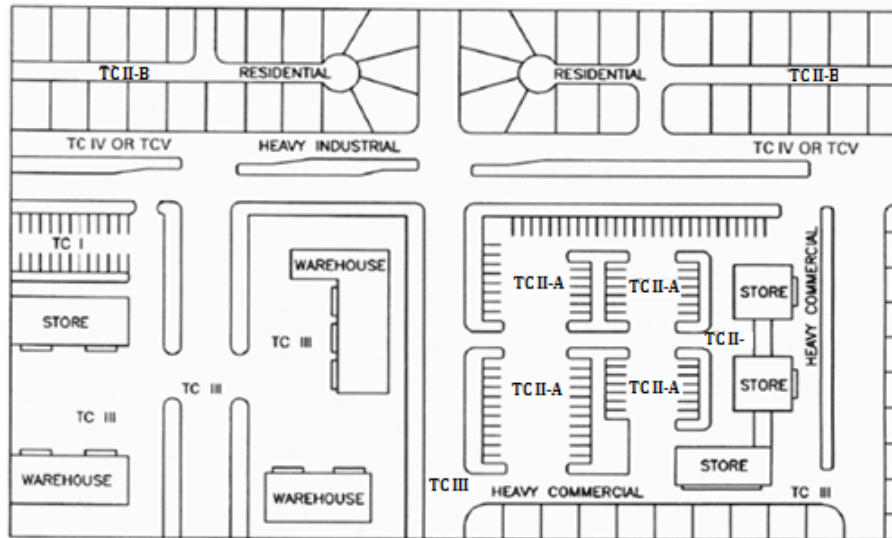 TC II-B
RESIDENTIAL
RESIDENTIAL
TC II-B
TC IV OR TCV
HEAVY INDUSTRIAL
TC IV OR TCV
TC I
WAREHOUSE
TC II-A
TC II-A
STORE
HEAVY COMMERCIAL
STORE
TC III
TC II-
TC III
TC II-A
TC II-A
STORE
TC III
WAREHOUSE
WAREHOUSE
TC III
HEAVY COMMERCIAL
STORE
TC III